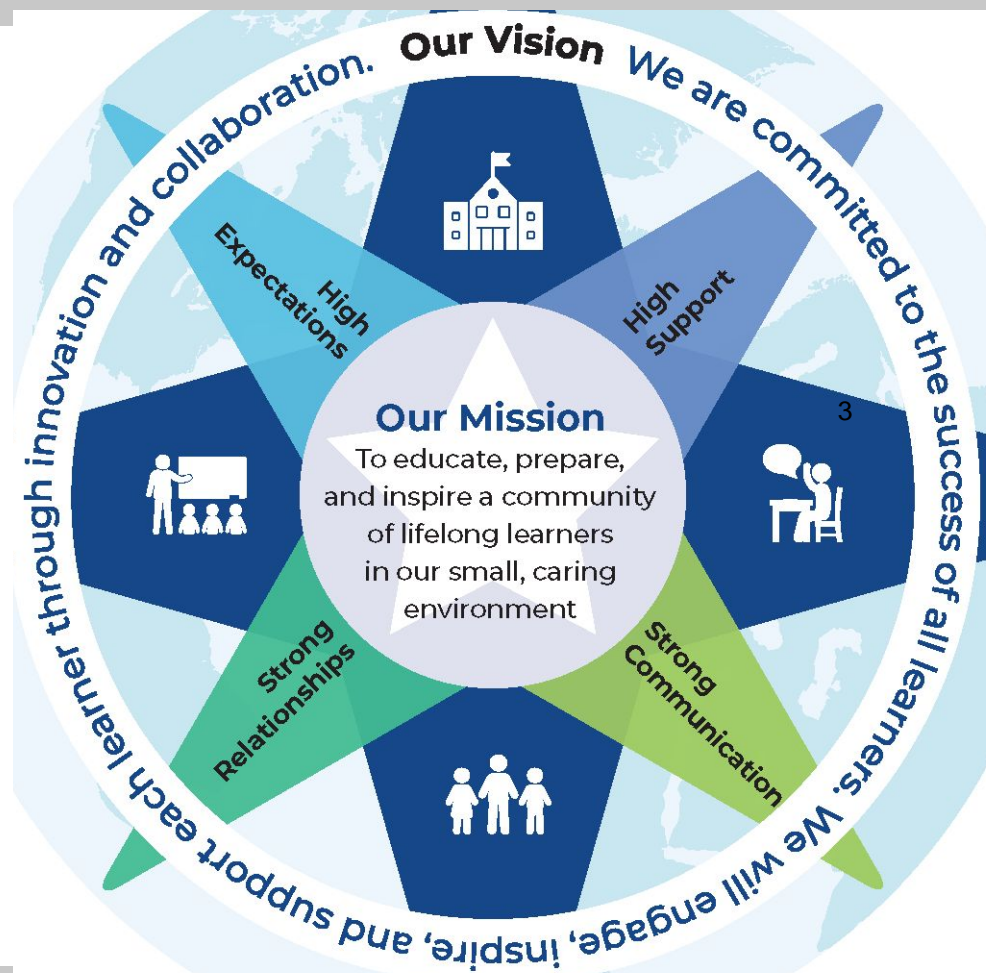 Our Vision We are committed to the success of all learners. We will engage, inspire, and support each learner through innovation and collaboration.
High
Expectations
High
Support
3
Our Mission
To educate, prepare,
and inspire a community
of lifelong learners
in our small, caring
environment
Strong
Relationships
Strong
Communication